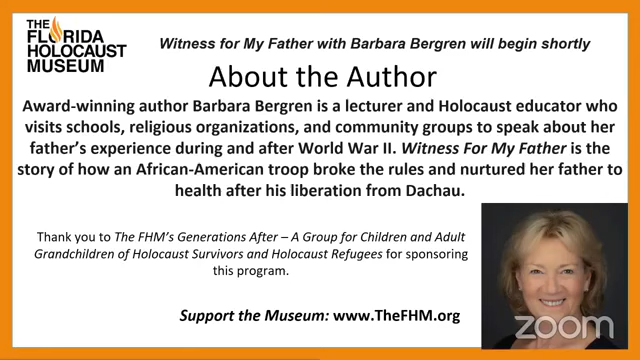 THE
FLORIDA
HOLOCAUST
MUSEUM
Witness for My Father with Barbara Bergren will begin shortly
About the Author
Award-winning author Barbara Bergren is a lecturer and Holocaust educator who
visits schools, religious organizations, and community groups to speak about her
father's experience during and after World War II. Witness For My Father is the
story of how an African-American troop broke the rules and nurtured her father to
health after his liberation from Dachau.
Thank you to The FHM's Generations After – A Group for Children and Adult
Grandchildren of Holocaust Survivors and Holocaust Refugees for sponsoring
this program.
Support the Museum: www.TheFHM.org
zoom